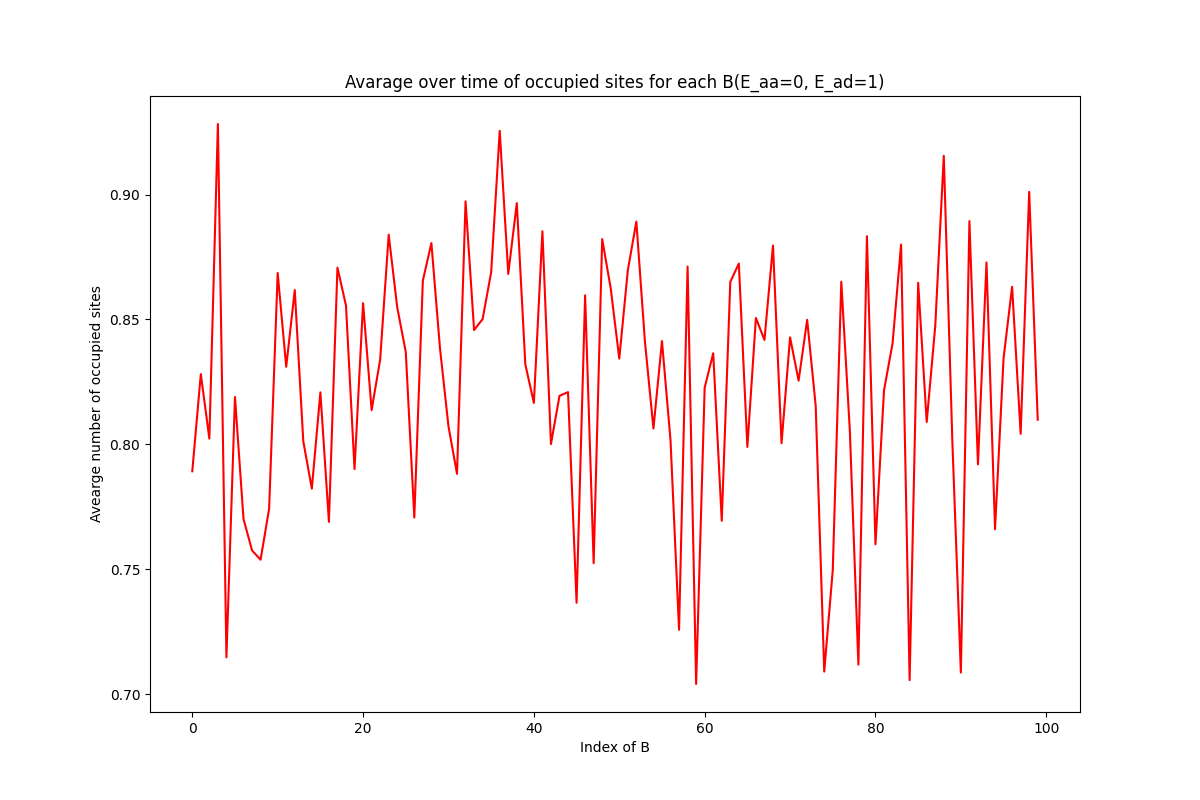 Avarage over time of occupied sites for each B(E_aa=0, E_ad=1)
Avearge number of occupied sites
0.90
0.85
0.80
0.75
0.70
0 20 40 60 80 100
Index of B